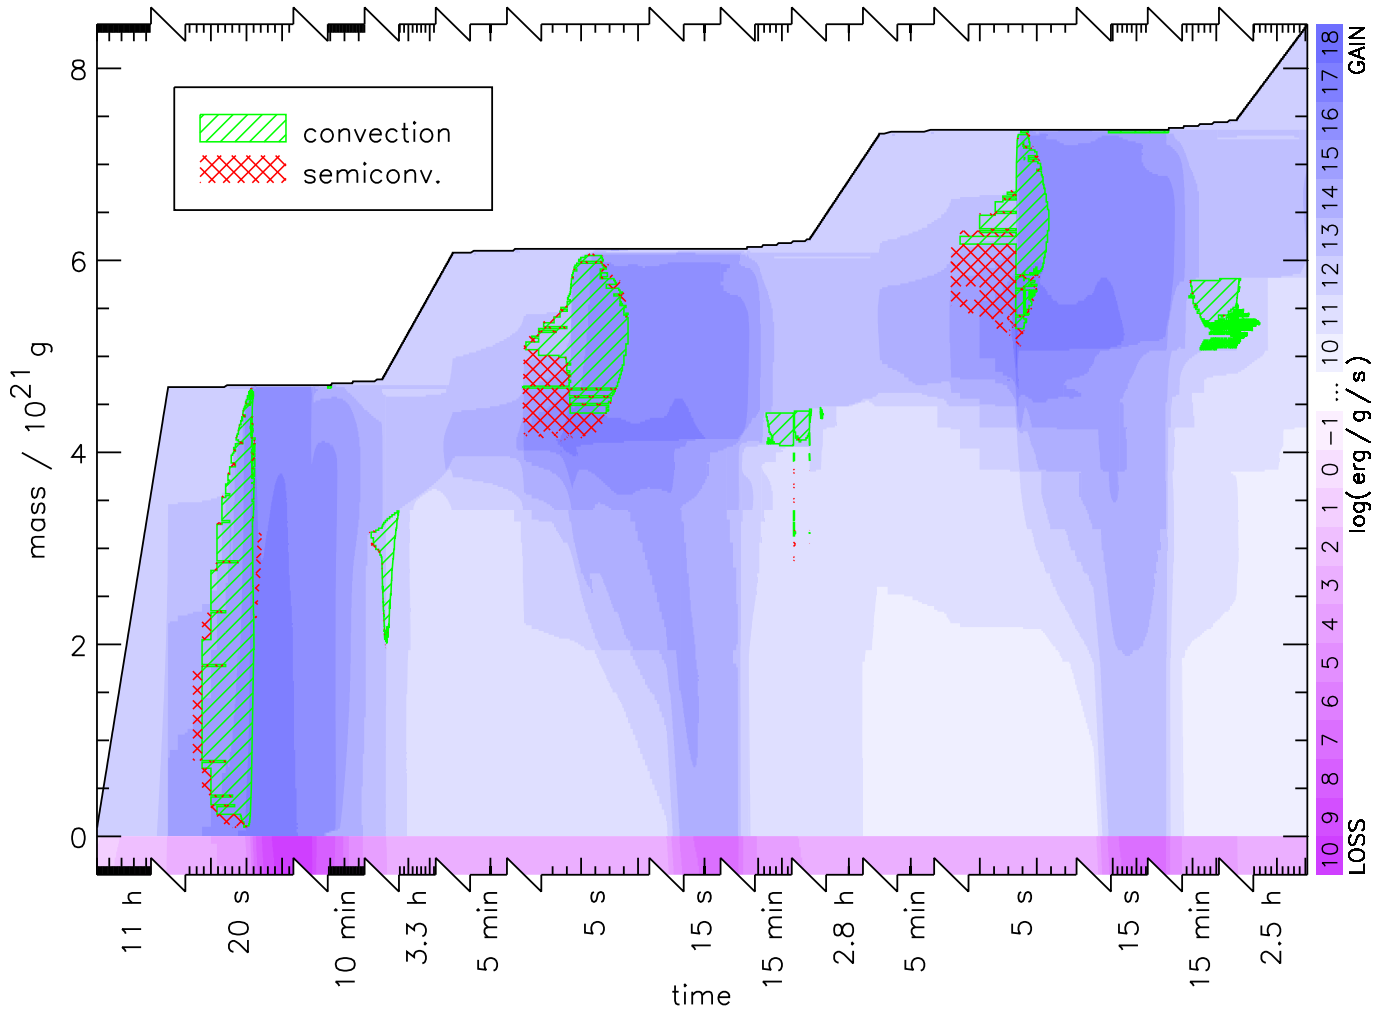 convection
semiconv.
8
6
4
2
0
mass / 10²¹ g
11 h
20 s
10 min
3.3 h
5 min
5 s
15 s
15 min
2.8 h
5 min
5 s
15 s
15 min
2.5 h
time
GAIN
18
17
16
15
14
13
12
11
10
...
−1
0
1
2
3
4
5
6
7
8
9
10
LOSS
log(erg/g/s)